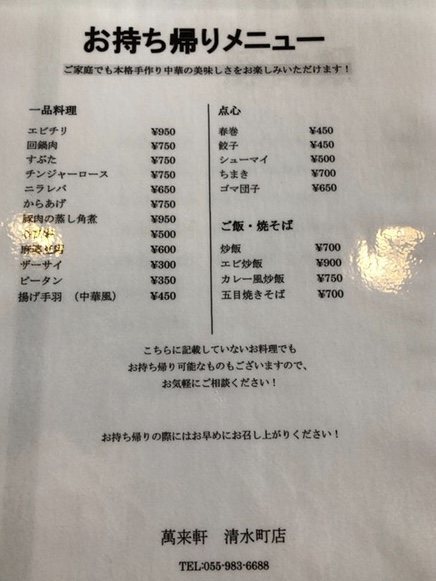 お持ち帰りメニュー
ご家庭でも本格手作り中華の美味しさをお楽しみいただけます！
一品料理
エビチリ ¥950
回鍋肉 ¥750
すぶた ¥750
チンジャーロース ¥750
ニラレバ ¥650
からあげ ¥750
豚肉の蒸し角煮 ¥950
¥500
¥600
ザーサイ ¥300
ピータン ¥350
揚げ手羽 （中華風） ¥450
点心
春巻 ¥450
餃子 ¥450
シューマイ ¥500
ちまき ¥700
ゴマ団子 ¥650
ご飯・焼そば
炒飯 ¥700
エビ炒飯 ¥900
カレー風炒飯 ¥750
五目焼きそば ¥700
こちらに記載していないお料理でも
お持ち帰り可能なものもございますので、
お気軽にご相談ください！
お持ち帰りの際にはお早めにお召し上がりください！
萬来軒 清水町店
TEL:055-983-6688